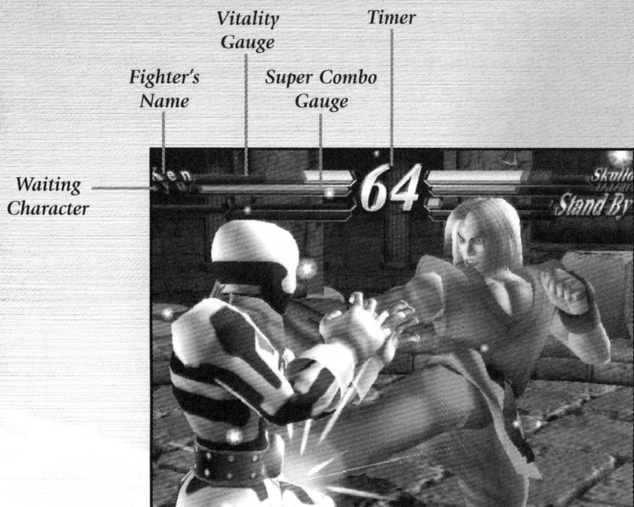 Vitality
Gauge
Timer
Fighter's
Name
Super Combo
Gauge
Waiting
Character
Ken
64
Stand By